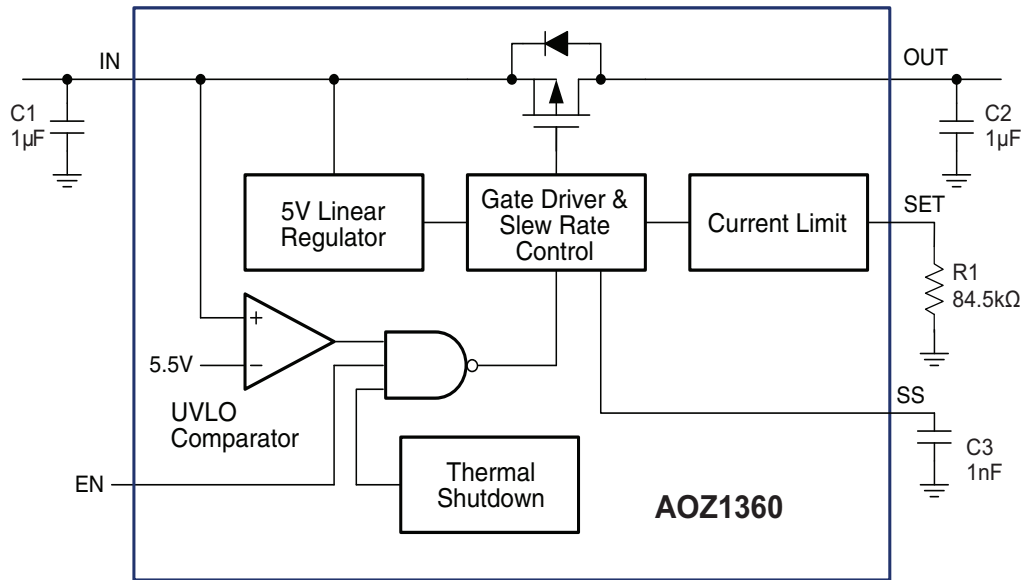 IN
OUT
C1
1µF
C2
1µF
5V Linear
Regulator
Gate Driver &
Slew Rate
Control
Current Limit
SET
R1
84.5kΩ
+
5.5V
−
UVLO
Comparator
SS
C3
1nF
EN
Thermal
Shutdown
AOZ1360